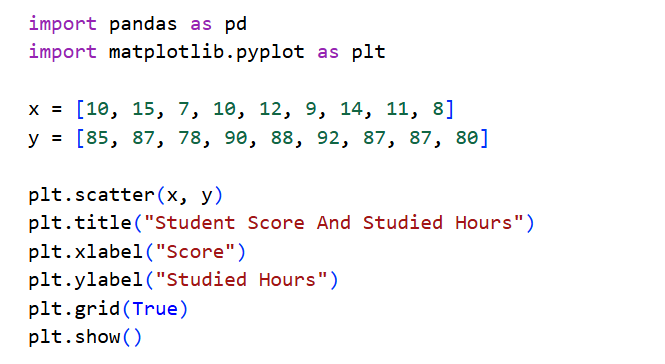 import pandas as pd
import matplotlib.pyplot as plt
x = [10, 15, 7, 10, 12, 9, 14, 11, 8]
y = [85, 87, 78, 90, 88, 92, 87, 87, 80]
plt.scatter(x, y)
plt.title("Student Score And Studied Hours")
plt.xlabel("Score")
plt.ylabel("Studied Hours")
plt.grid(True)
plt.show()